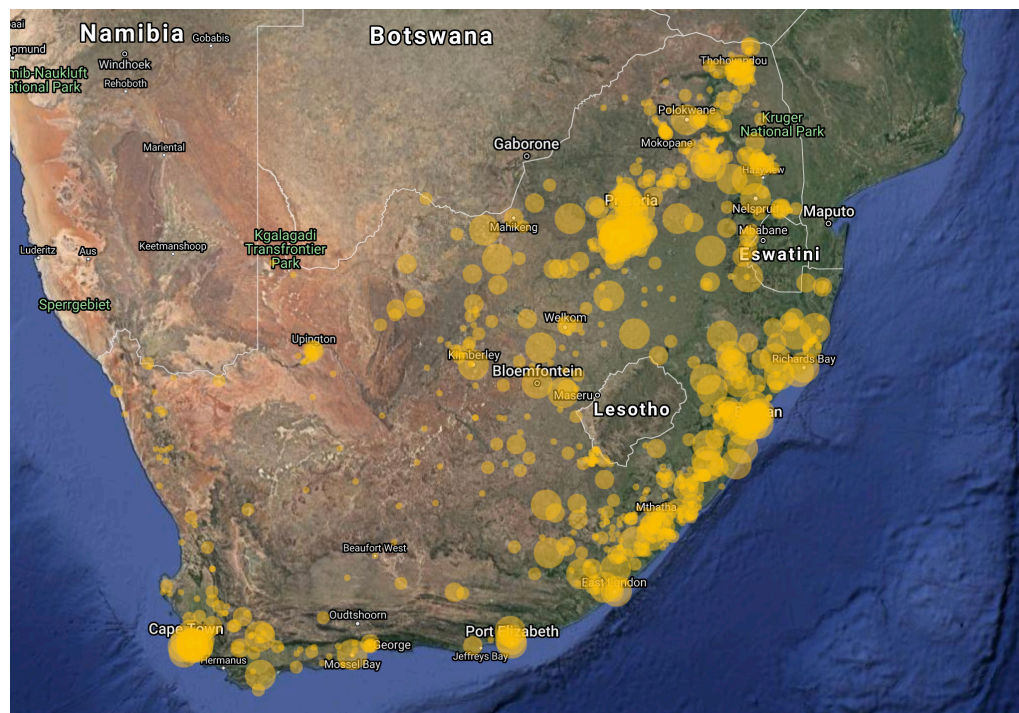 Namibia
Gobabis
Botswana
Windhoek
Rehoboth
Thohoyandou
Polokwane
Kruger
National Park
Mokopane
Gaborone
Mariental
Hazyview
Pretoria
Nelspruit
Maputo
Mahikeng
Mbabane
Eswatini
Kgalagadi
Transfrontier
Park
Luderitz
Aus
Keetmanshoop
Sperrgebiet
Welkom
Upington
Kimberley
Richards Bay
Bloemfontein
Maseru
Lesotho
Mthatha
Beaufort West
East London
Oudtshoorn
Cape Town
Port Elizabeth
George
Hermanus
Mossel Bay
Jeffreys Bay